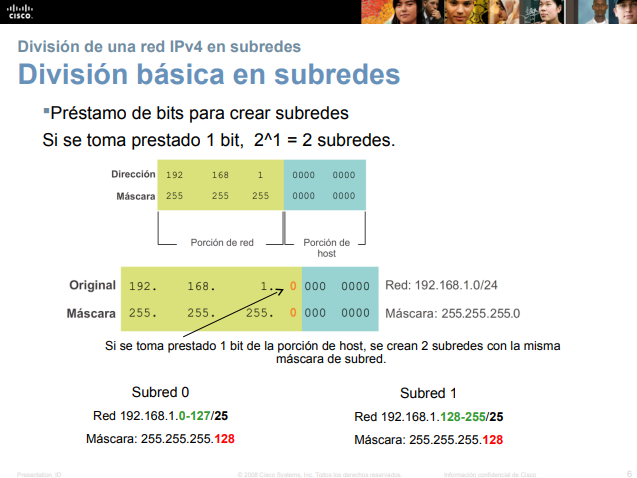 CISCO.
División de una red IPv4 en subredes
División básica en subredes
Préstamo de bits para crear subredes
Si se toma prestado 1 bit, 2^1 = 2 subredes.
Dirección 192 168 1 0000 0000
Máscara 255 255 255 0000 0000
Porción de red Porción de
host
Original 192. 168. 1. 0 000 0000 Red: 192.168.1.0/24
Máscara 255. 255. 255. 0 000 0000 Máscara: 255.255.255.0
Si se toma prestado 1 bit de la porción de host, se crean 2 subredes con la misma
máscara de subred.
Subred 0 Subred 1
Red 192.168.1.0-127/25 Red 192.168.1.128-255/25
Máscara: 255.255.255.128 Máscara: 255.255.255.128
Presentation_ID © 2008 Cisco Systems, Inc. Todos los derechos reservados. Información confidencial de Cisco 6